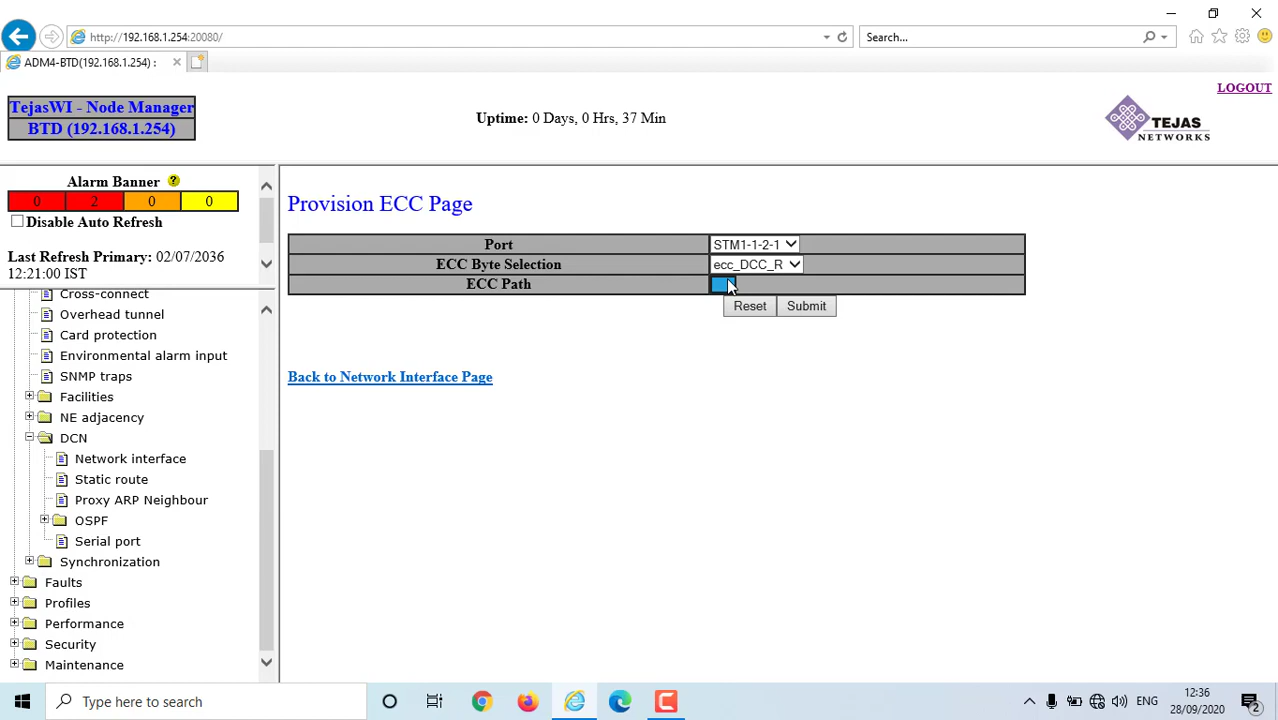 http://192.168.1.254:20080/
Search...
ADM4-BTD(192.168.1.254) :
LOGOUT
TejasWI - Node Manager
BTD (192.168.1.254)
Uptime: 0 Days, 0 Hrs, 37 Min
TEJAS
NETWORKS
Alarm Banner ?
0 2 0 0
Disable Auto Refresh
Last Refresh Primary: 02/07/2036
12:21:00 IST
Cross-connect
Overhead tunnel
Card protection
Environmental alarm input
SNMP traps
Facilities
NE adjacency
DCN
Network interface
Static route
Proxy ARP Neighbour
OSPF
Serial port
Synchronization
Faults
Profiles
Performance
Security
Maintenance
Provision ECC Page
Port STM1-1-2-1
ECC Byte Selection ecc_DCC_R
ECC Path
Reset Submit
Back to Network Interface Page
Type here to search
ENG
12:36
28/09/2020
2